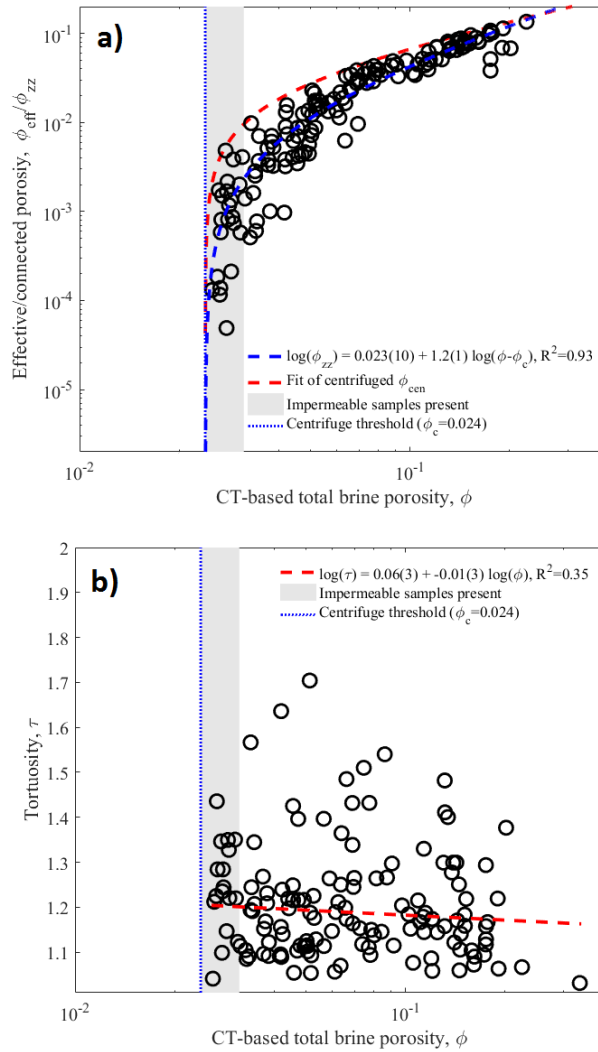 a)
10^-1
10^-2
10^-3
10^-4
10^-5
Effective/connected porosiy, ϕ_eff/ϕ_zz
log(ϕ_zz) = 0.023(10) + 1.2(1) log(ϕ-ϕ_c), R^2=0.93
Fit of centrifuged ϕ_cen
Impermeable samples present
Centrifuge threshold (ϕ_c=0.024)
10^-2
10^-1
CT-based total brine porosity, ϕ
b)
2
1.9
1.8
1.7
1.6
1.5
1.4
1.3
1.2
1.1
Tortuosity, τ
log(τ) = 0.06(3) + -0.01(3) log(ϕ), R^2=0.35
Impermeable samples present
Centrifuge threshold (ϕ_c=0.024)
10^-2
10^-1
CT-based total brine porosity, ϕ